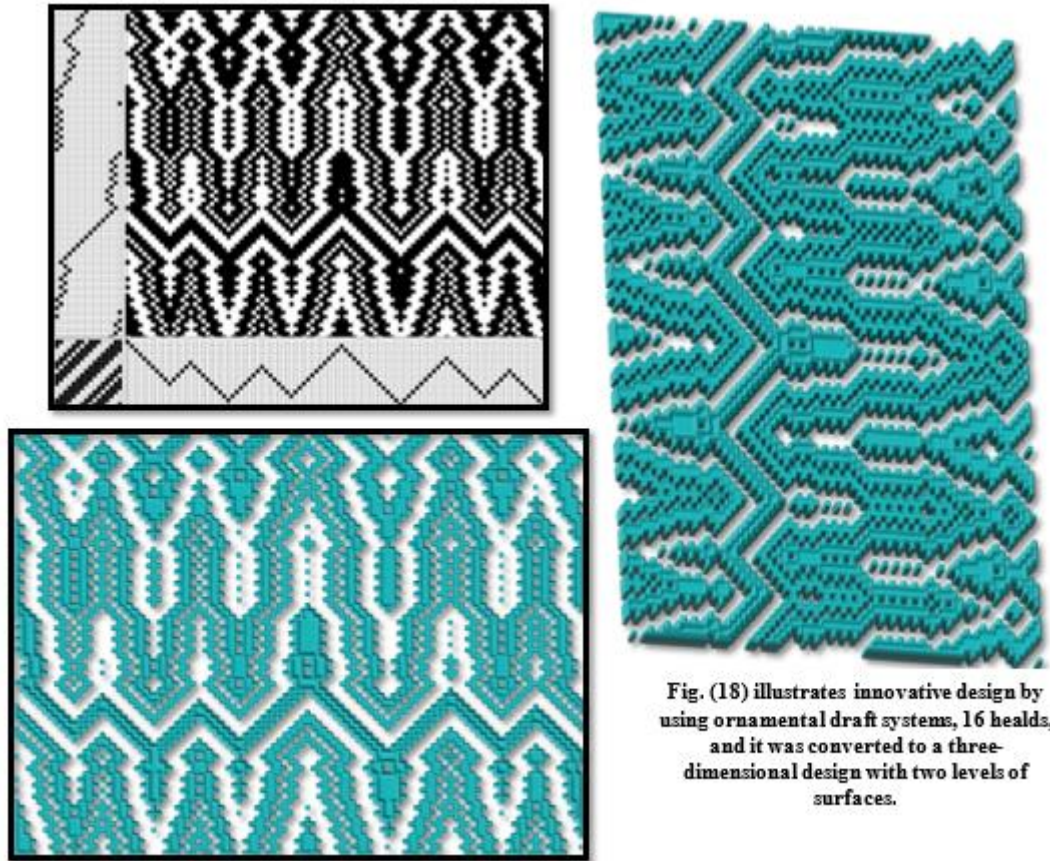 Fig. (18) illustrates innovative design by
using ornamental draft systems, 16 healds,
and it was converted to a three-
dimensional design with two levels of
surfaces.